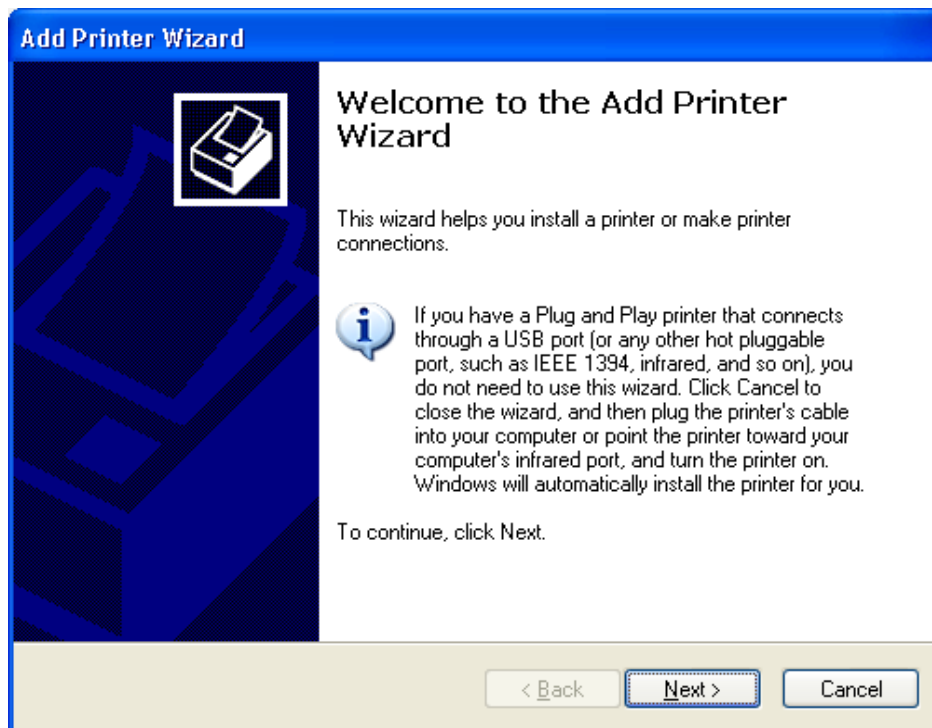 Add Printer Wizard
Welcome to the Add Printer
Wizard
This wizard helps you install a printer or make printer
connections.
If you have a Plug and Play printer that connects
through a USB port (or any other hot pluggable
port, such as IEEE 1394, infrared, and so on), you
do not need to use this wizard. Click Cancel to
close the wizard, and then plug the printer's cable
into your computer or point the printer toward your
computer's infrared port, and turn the printer on.
Windows will automatically install the printer for you.
To continue, click Next.
< Back
Next >
Cancel